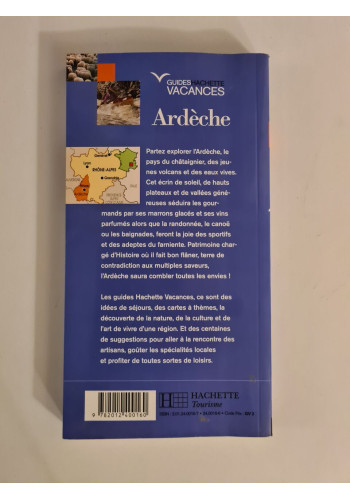 GUIDES HACHETTE
VACANCES
Ardèche
Partez explorer l'Ardèche, le
pays du châtaignier, des jeu-
nes volcans et des eaux vives.
Cet écrin de soleil, de hauts
plateaux et de vallées géné-
reuses séduira les gour-
mands par ses marrons glacés et ses vins
parfumés alors que la randonnée, le canoë
ou les baignades, feront la joie des sportifs
et des adeptes du farniente. Patrimoine char-
gé d'Histoire où il fait bon flâner, terre de
contradiction aux multiples saveurs,
l'Ardèche saura combler toutes les envies !
RHÔNE-ALPES
Grenoble
Les guides Hachette Vacances, ce sont des
idées de séjours, des cartes à thèmes, la
découverte de la nature, de la culture et de
l'art de vivre d'une région. Et des centaines
de suggestions pour aller à la rencontre des
artisans, goûter les spécialités locales
et profiter de toutes sortes de loisirs.
HACHETTE
Tourisme
9 782012 400160